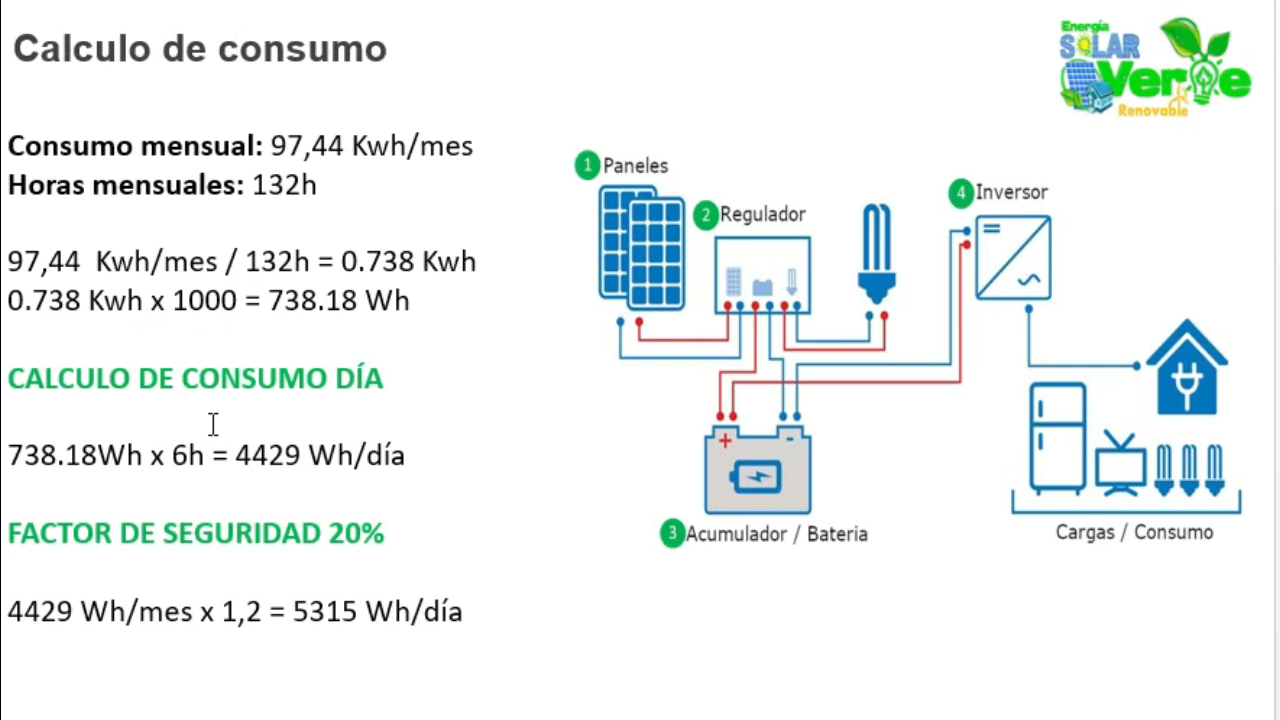 Calculo de consumo
Energía
SOLAR
Verde
Renovable
Consumo mensual: 97,44 Kwh/mes
Horas mensuales: 132h
97,44  Kwh/mes / 132h = 0.738 Kwh
0.738 Kwh x 1000 = 738.18 Wh
CALCULO DE CONSUMO DÍA
738.18Wh x 6h = 4429 Wh/día
FACTOR DE SEGURIDAD 20%
4429 Wh/mes x 1,2 = 5315 Wh/día
1 Paneles
2 Regulador
4 Inversor
+ -
3 Acumulador / Bateria
Cargas / Consumo